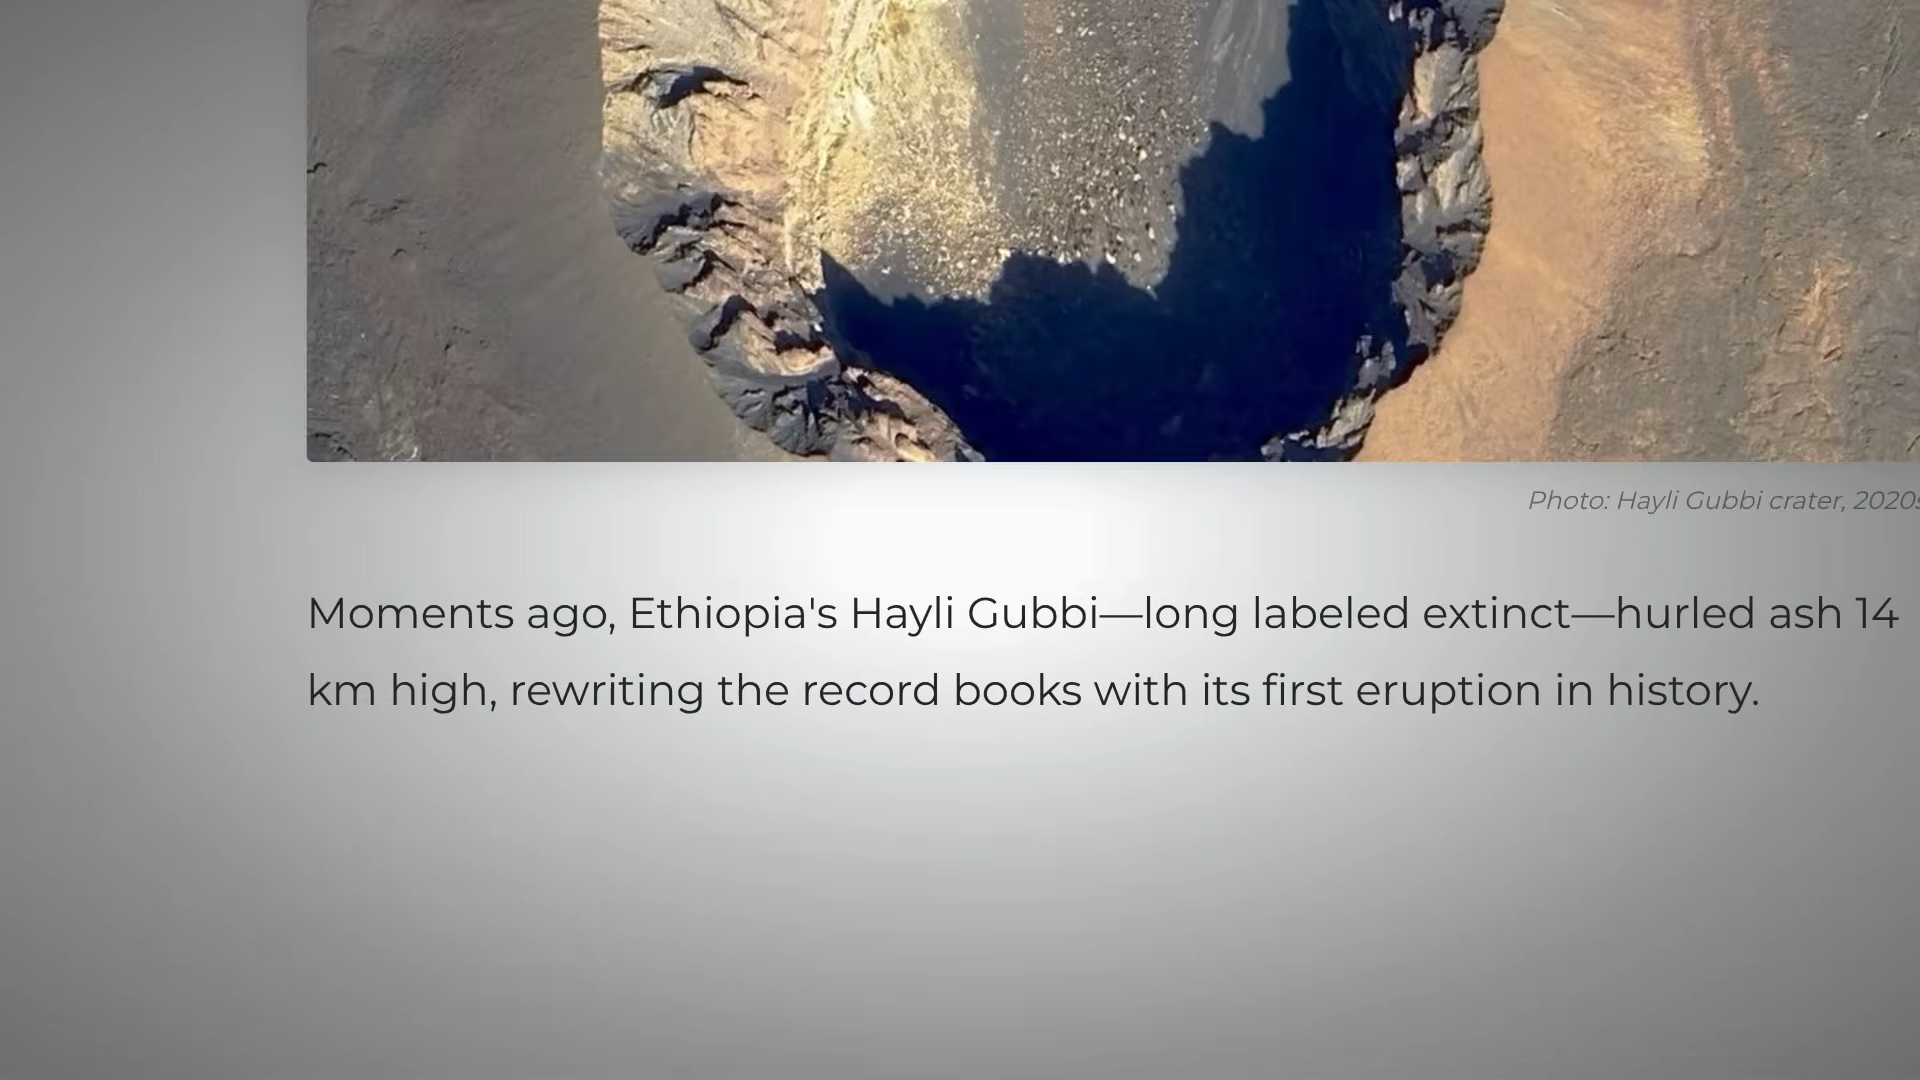 Photo: Hayli Gubbi crater, 2020s
Moments ago, Ethiopia's Hayli Gubbi—long labeled extinct—hurled ash 14
km high, rewriting the record books with its first eruption in history.